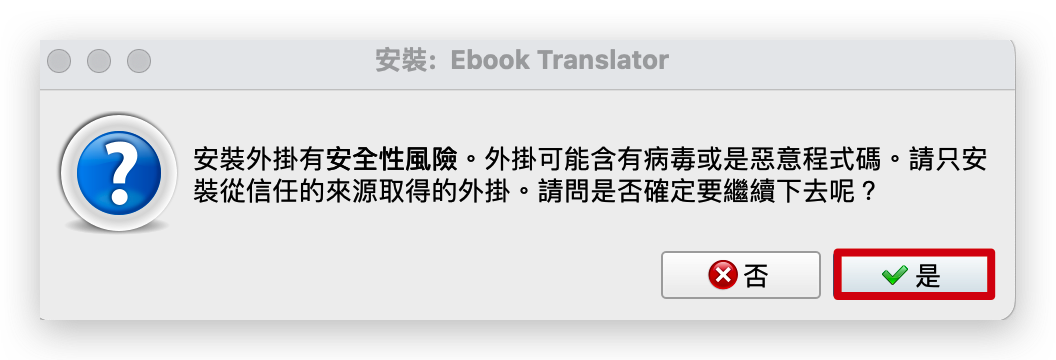 安裝: Ebook Translator
安裝外掛有安全性風險。外掛可能含有病毒或是惡意程式碼。請只安
裝從信任的來源取得的外掛。請問是否確定要繼續下去呢？
否
是